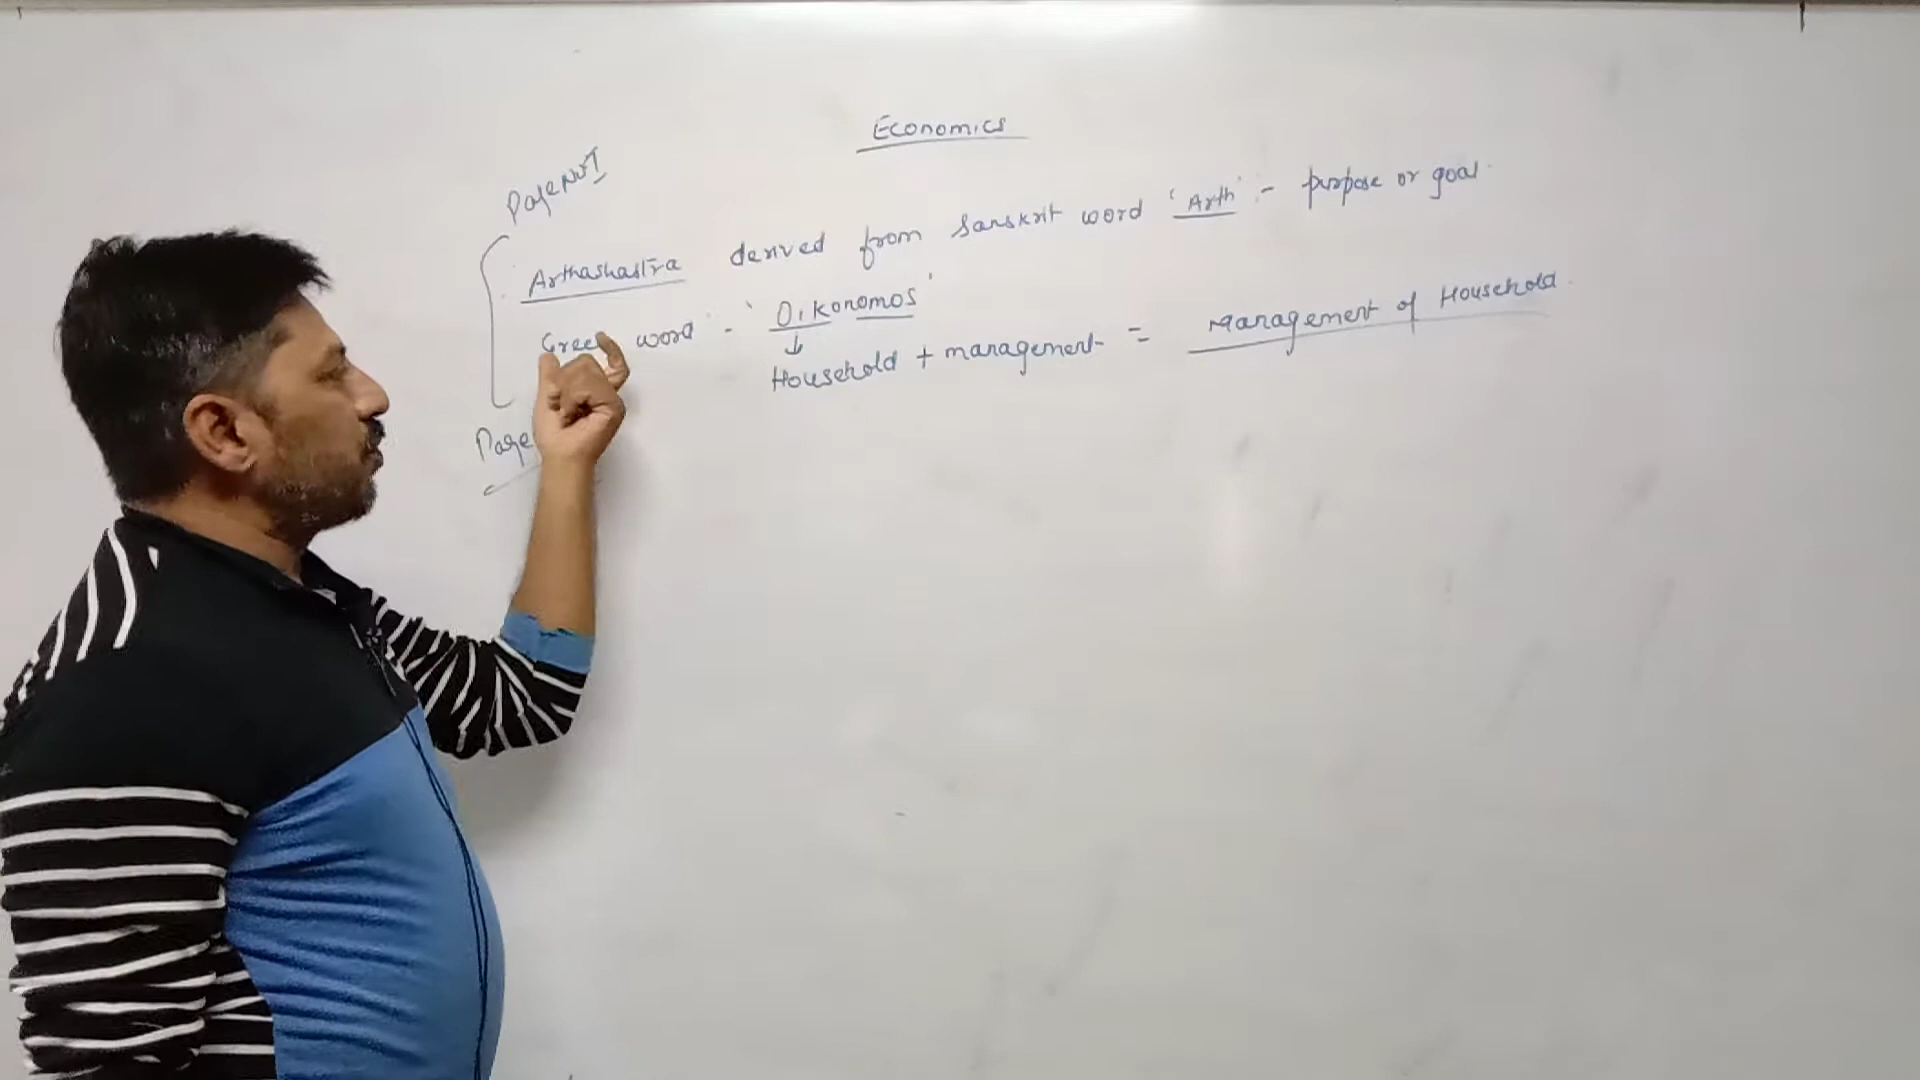 Economics
Page No 1
Arthashastra derived from Sanskrit word 'Arth' - purpose or goal.
Greek word - 'Oikonomos'
Household + management = Management of Household.
Page